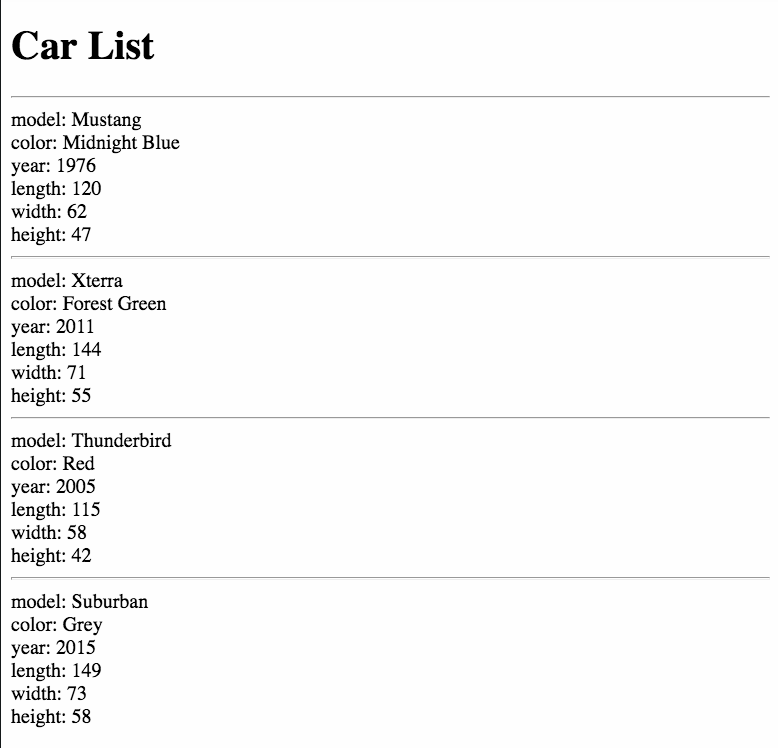 Car List
model: Mustang
color: Midnight Blue
year: 1976
length: 120
width: 62
height: 47
model: Xterra
color: Forest Green
year: 2011
length: 144
width: 71
height: 55
model: Thunderbird
color: Red
year: 2005
length: 115
width: 58
height: 42
model: Suburban
color: Grey
year: 2015
length: 149
width: 73
height: 58